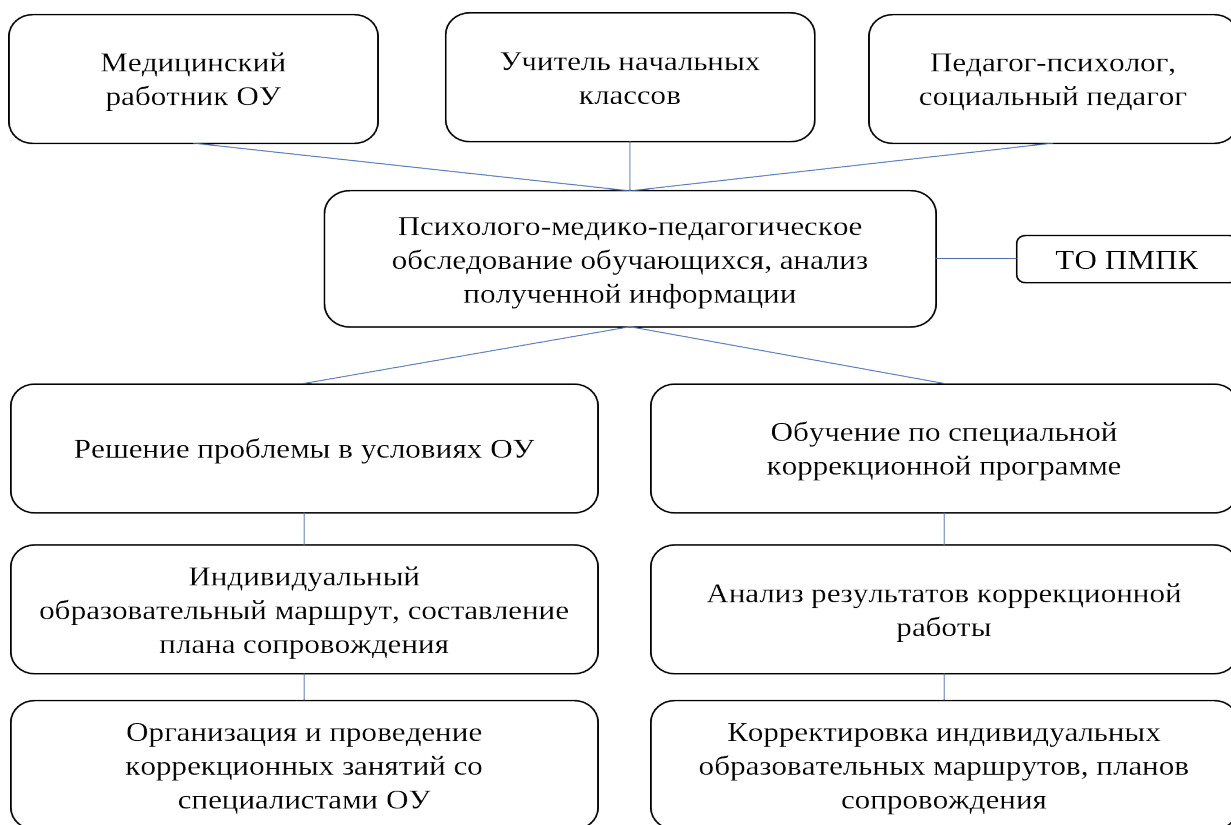 Медицинский
работник ОУ
Учитель начальных
классов
Педагог-психолог,
социальный педагог
Психолого-медико-педагогическое
обследование обучающихся, анализ
полученной информации
ТО ПМПК
Решение проблемы в условиях ОУ
Обучение по специальной
коррекционной программе
Индивидуальный
образовательный маршрут, составление
плана сопровождения
Анализ результатов коррекционной
работы
Организация и проведение
коррекционных занятий со
специалистами ОУ
Корректировка индивидуальных
образовательных маршрутов, планов
сопровождения